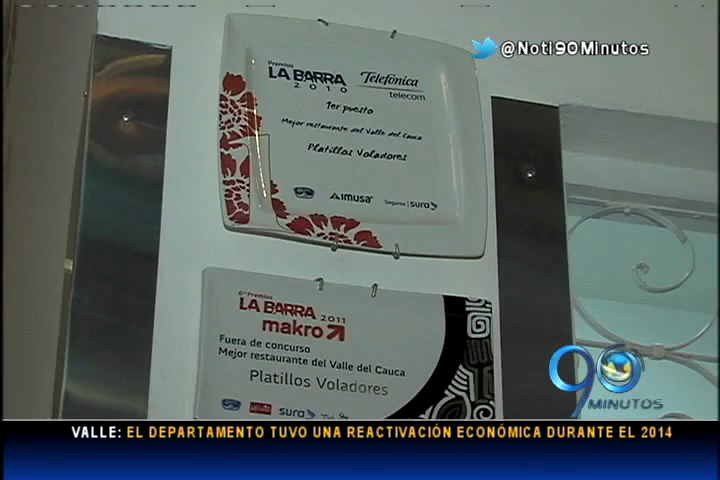 @Noti90Minutos
Premios
LA BARRA
2010
Telefónica
telecom
1er puesto
Mejor restaurante del Valle del Cauca
Platillos Voladores
IMUSA
Seguros sura
6tos Premios
LA BARRA 2011
makro
Fuera de concurso
Mejor restaurante del Valle del Cauca
Platillos Voladores
sura
90
MINUTOS
VALLE: EL DEPARTAMENTO TUVO UNA REACTIVACIÓN ECONÓMICA DURANTE EL 2014